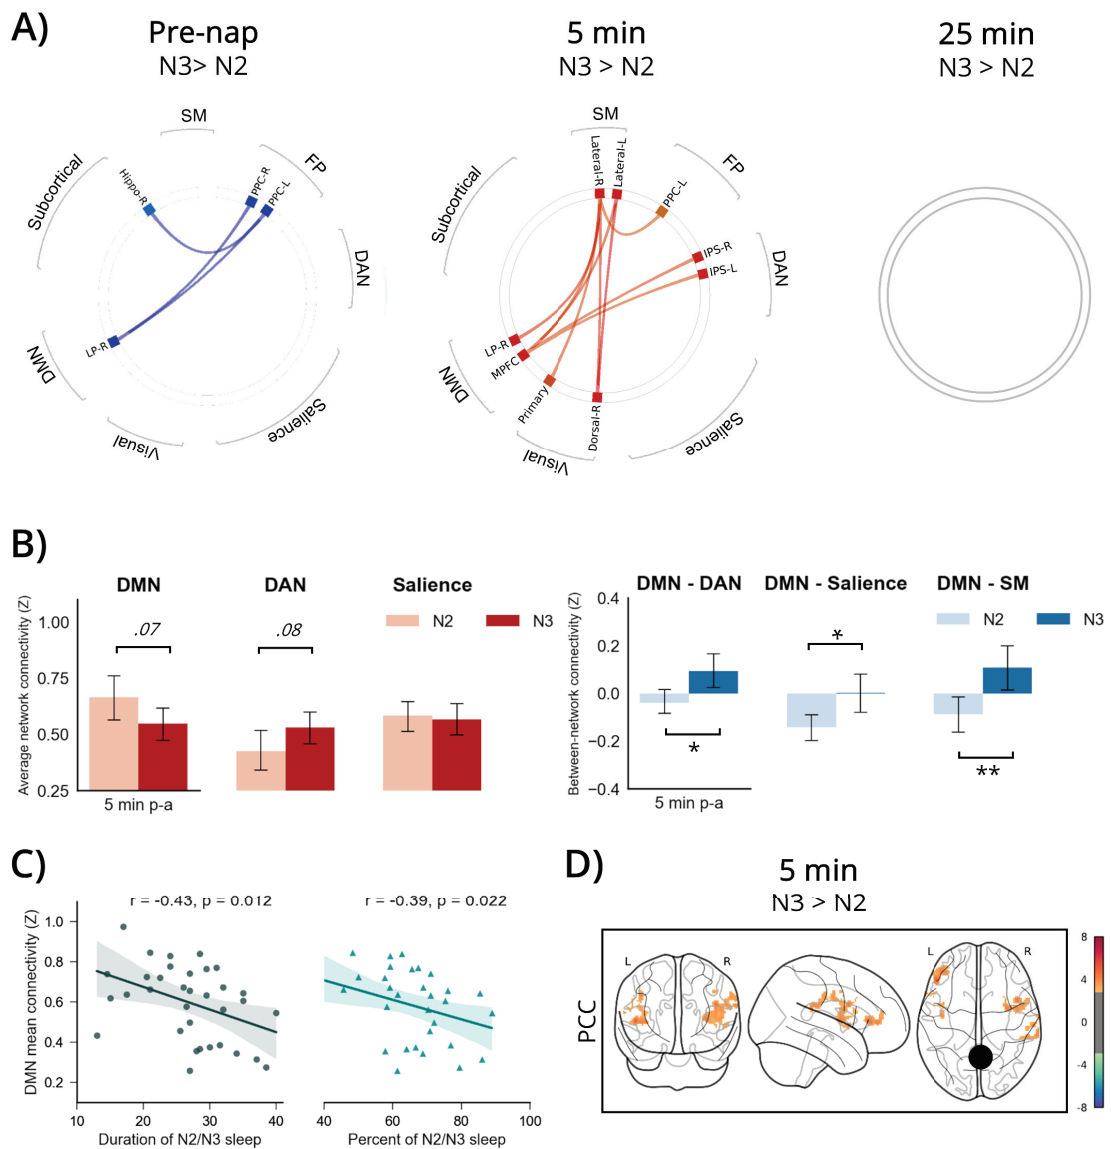 A)
Pre-nap
N3> N2
5 min
N3 > N2
25 min
N3 > N2
SM
FP
DAN
Salience
Visual
DMN
Subcortical
Hippo-R
PPC-R
PPC-L
LP-R
SM
FP
DAN
Salience
Visual
DMN
Subcortical
Lateral-R
Lateral-L
PPC-L
IPS-R
IPS-L
LP-R
MPFC
Primary
Dorsal-R
B)
DMN
DAN
Salience
N2
N3
Average network connectivity (Z)
1.00
0.75
0.50
0.25
.07
.08
5 min p-a
DMN - DAN
DMN - Salience
DMN - SM
N2
N3
Between-network connectivity (Z)
0.4
0.2
0.0
−0.2
−0.4
*
*
**
5 min p-a
C)
r = -0.43, p = 0.012
r = -0.39, p = 0.022
DMN mean connectivity (Z)
1.0
0.8
0.6
0.4
0.2
10
20
30
40
40
60
80
100
Duration of N2/N3 sleep
Percent of N2/N3 sleep
D)
5 min
N3 > N2
PCC
L
R
L
R
8
4
0
-4
-8